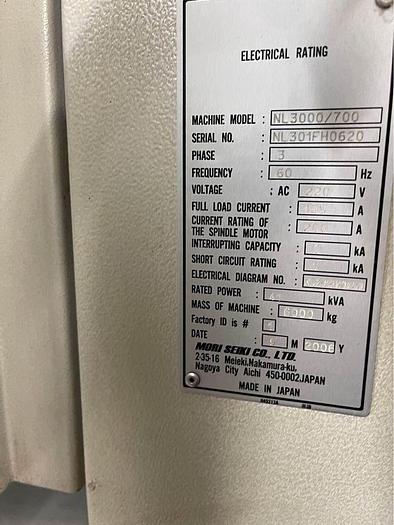 ELECTRICAL RATING
MACHINE MODEL : NL3000/700
SERIAL NO. : NL301FH0620
PHASE : 3
FREQUENCY : 60 Hz
VOLTAGE : AC 220 V
FULL LOAD CURRENT : A
CURRENT RATING OF
THE SPINDLE MOTOR : A
INTERRUPTING CAPACITY : kA
SHORT CIRCUIT RATING : kA
ELECTRICAL DIAGRAM NO. :
RATED POWER : kVA
MASS OF MACHINE : 6000 kg
Factory ID is #
DATE : M 2006 Y
MORI SEIKI CO., LTD.
2-35-16 Meieki,Nakamura-ku,
Nagoya City Aichi 450-0002,JAPAN
MADE IN JAPAN